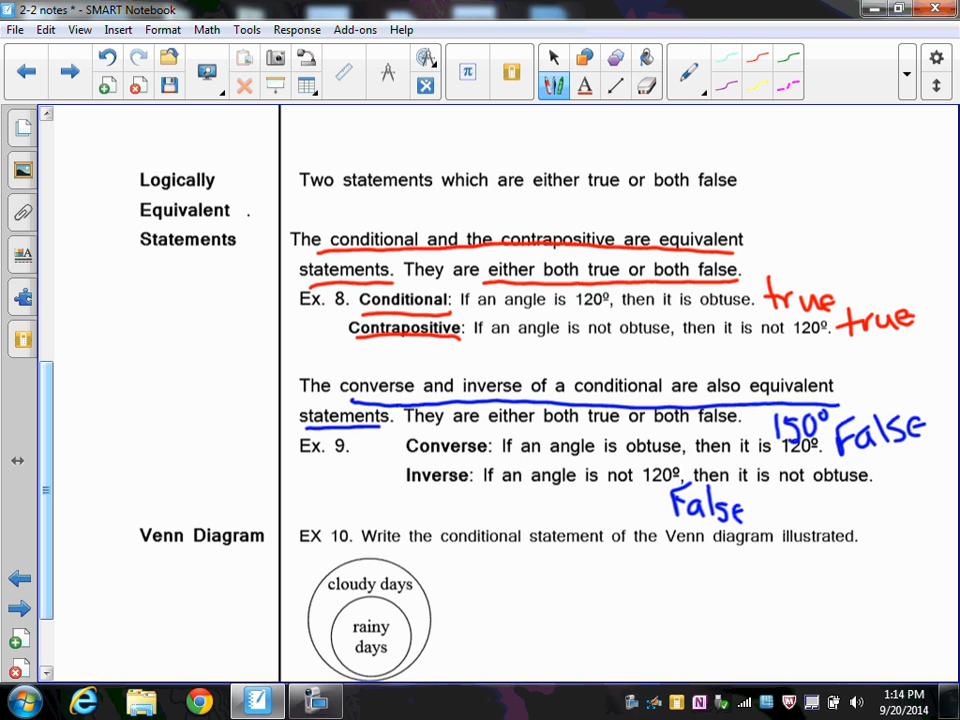 2-2 notes * - SMART Notebook
File Edit View Insert Format Math Tools Response Add-ons Help
Logically
Equivalent .
Statements
Two statements which are either true or both false
The conditional and the contrapositive are equivalent
statements. They are either both true or both false.
Ex. 8. Conditional: If an angle is 120º, then it is obtuse. true
Contrapositive: If an angle is not obtuse, then it is not 120º. true
The converse and inverse of a conditional are also equivalent
statements. They are either both true or both false.
150°
Ex. 9. Converse: If an angle is obtuse, then it is 120º. False
Inverse: If an angle is not 120º, then it is not obtuse.
False
Venn Diagram EX 10. Write the conditional statement of the Venn diagram illustrated.
cloudy days
rainy
days
1:14 PM
9/20/2014